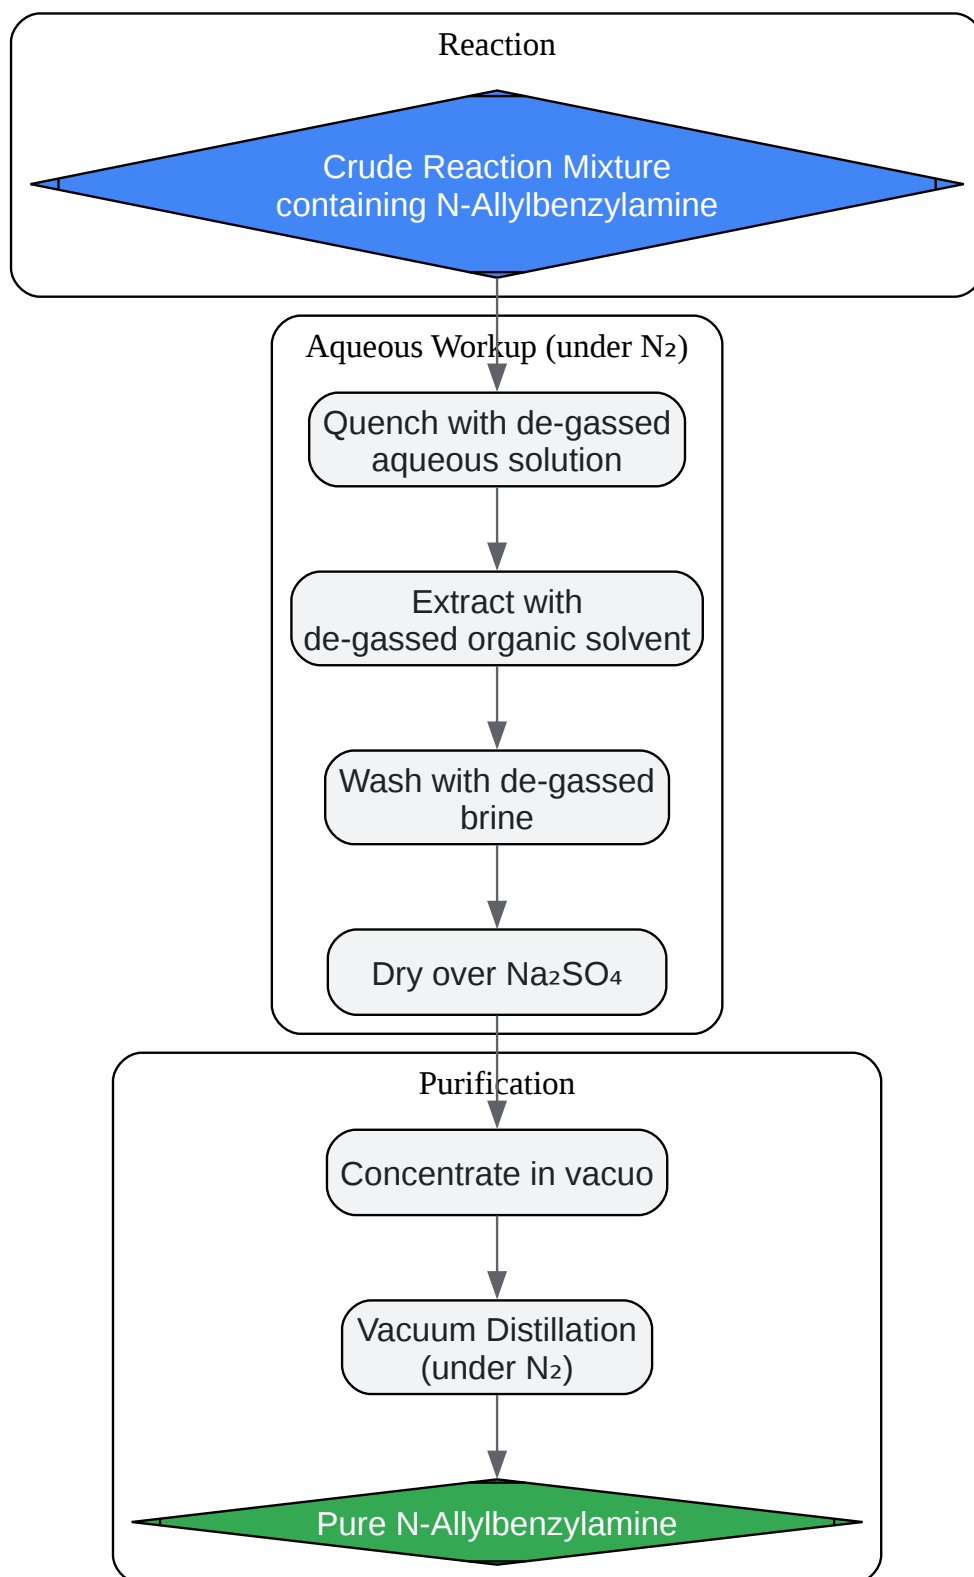 Reaction
Crude Reaction Mixture
containing N-Allylbenzylamine
Aqueous Workup (under N₂)
Quench with de-gassed
aqueous solution
Extract with
de-gassed organic solvent
Wash with de-gassed
brine
Dry over Na₂SO₄
Purification
Concentrate in vacuo
Vacuum Distillation
(under N₂)
Pure N-Allylbenzylamine